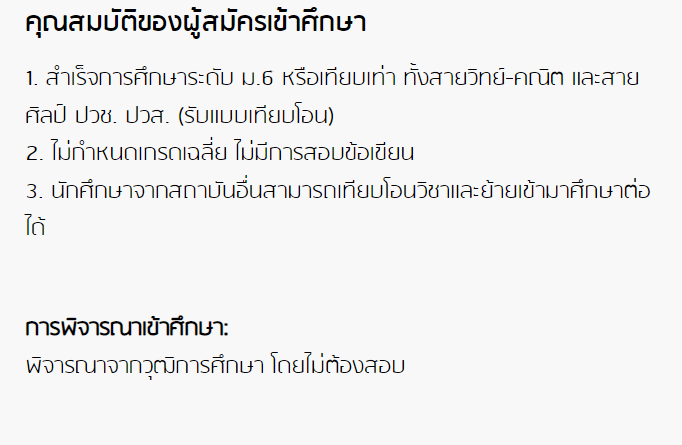 คุณสมบัติของผู้สมัครเข้าศึกษา
1. สำเร็จการศึกษาระดับ ม.6 หรือเทียบเท่า ทั้งสายวิทย์-คณิต และสาย
ศิลป์ ปวช. ปวส. (รับแบบเทียบโอน)
2. ไม่กำหนดเกรดเฉลี่ย ไม่มีการสอบข้อเขียน
3. นักศึกษาจากสถาบันอื่นสามารถเทียบโอนวิชาและย้ายเข้ามาศึกษาต่อ
ได้
การพิจารณาเข้าศึกษา:
พิจารณาจากวุฒิการศึกษา โดยไม่ต้องสอบ